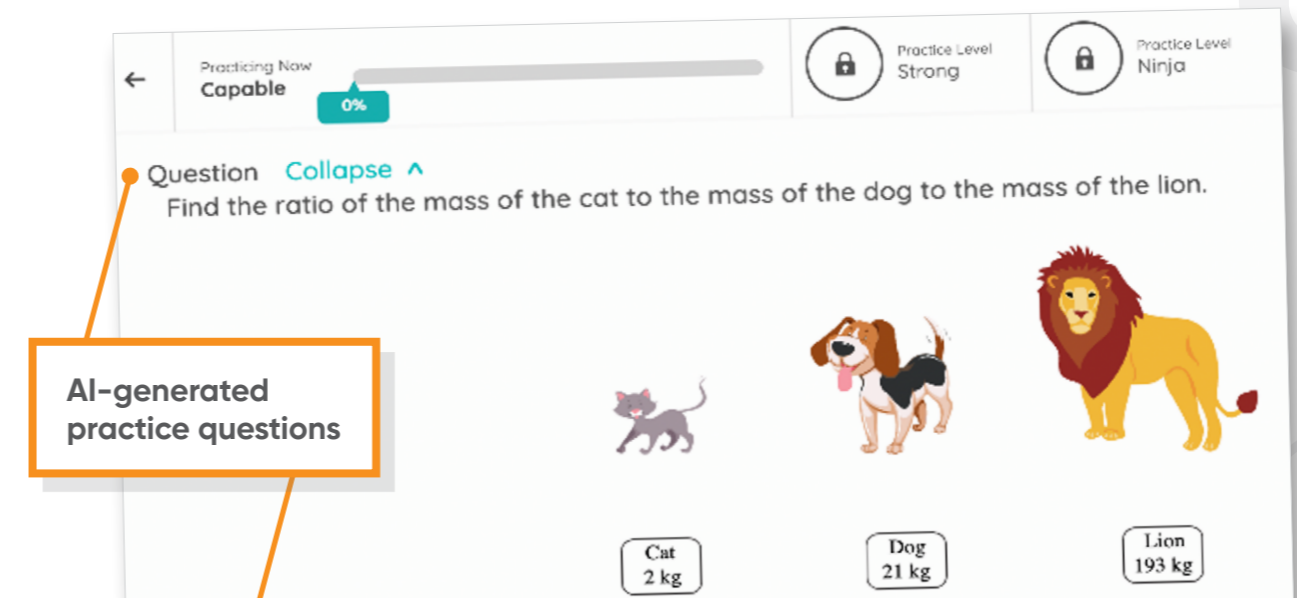 ←
Practicing Now
Capable
0%
Practice Level
Strong
Practice Level
Ninja
Question Collapse ^
Find the ratio of the mass of the cat to the mass of the dog to the mass of the lion.
AI-generated
practice questions
Cat
2 kg
Dog
21 kg
Lion
193 kg